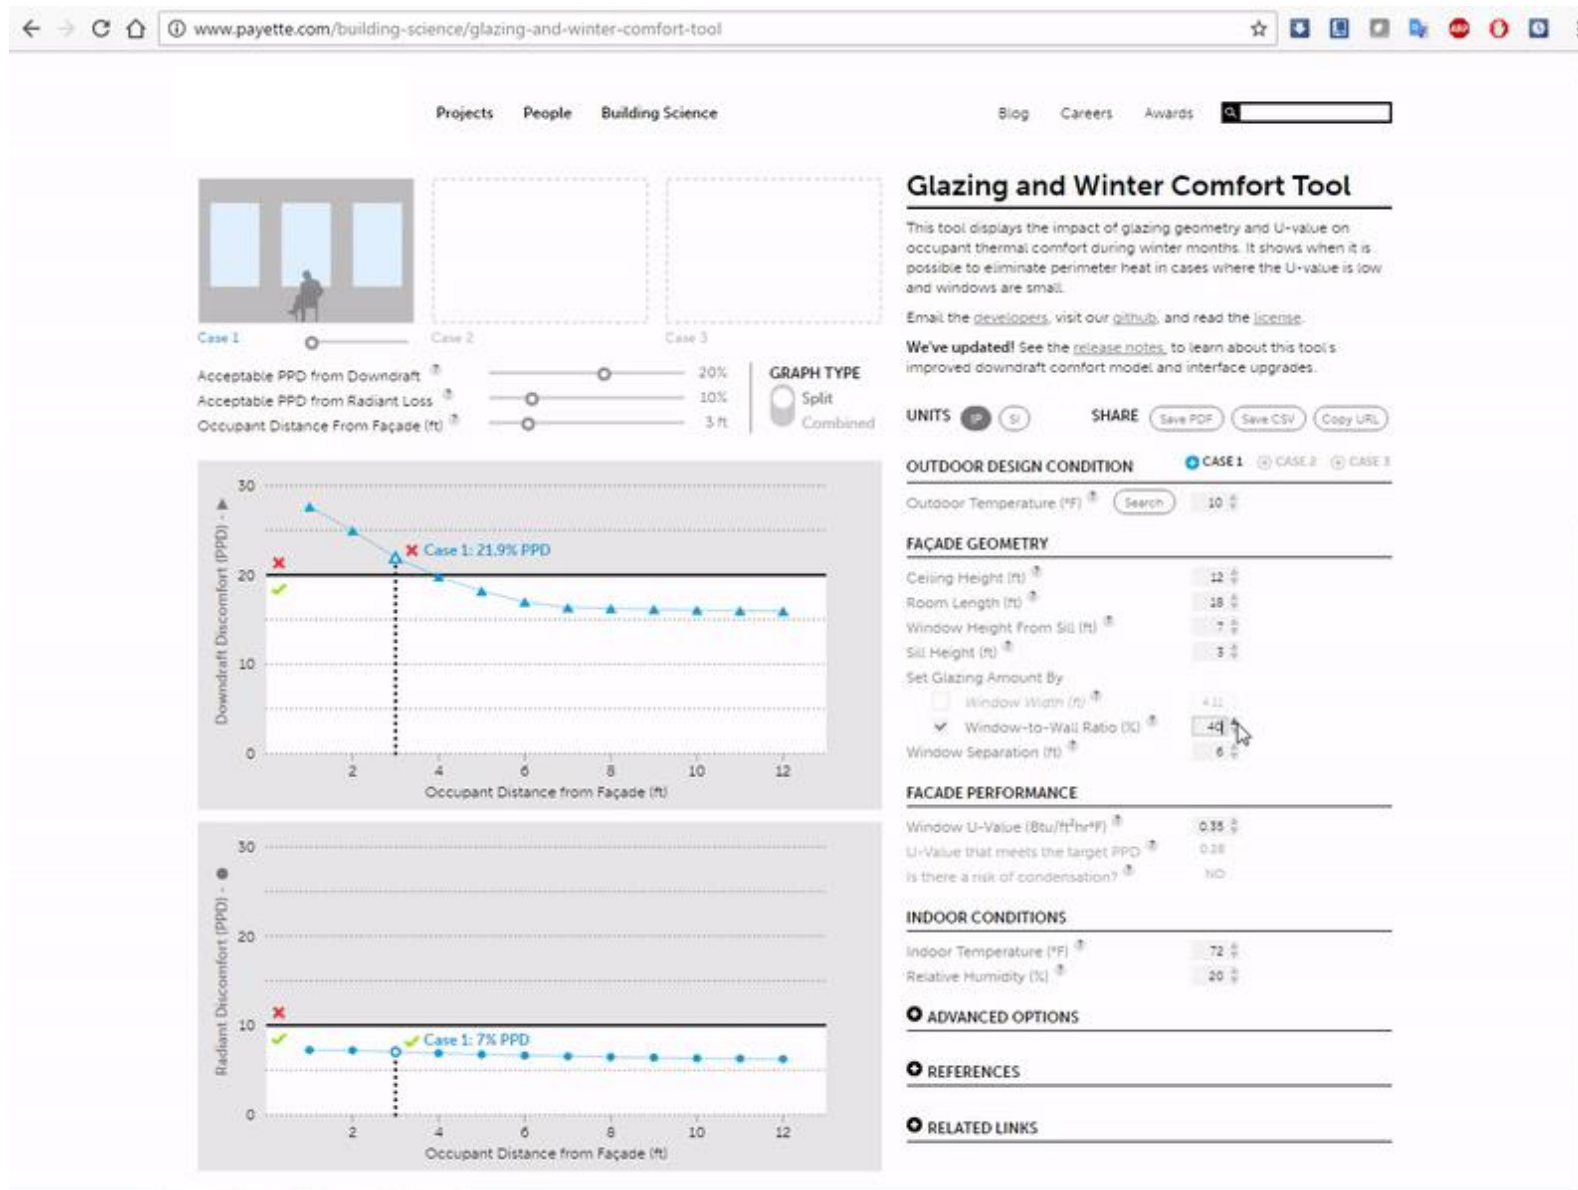 www.payette.com/building-science/glazing-and-winter-comfort-tool
ABP
Projects People Building Science Blog Careers Awards
Case 1 Case 2 Case 3
Acceptable PPD from Downdraft ? 20%
Acceptable PPD from Radiant Loss ? 10%
Occupant Distance From Façade (ft) ? 3 ft
GRAPH TYPE
Split
Combined
Downdraft Discomfort (PPD) -
30
20
10
0
Case 1: 21.9% PPD
2 4 6 8 10 12
Occupant Distance from Façade (ft)
Radiant Discomfort (PPD) -
30
20
10
0
Case 1: 7% PPD
2 4 6 8 10 12
Occupant Distance from Façade (ft)
Glazing and Winter Comfort Tool
This tool displays the impact of glazing geometry and U-value on
occupant thermal comfort during winter months. It shows when it is
possible to eliminate perimeter heat in cases where the U-value is low
and windows are small.
Email the developers, visit our github, and read the license.
We've updated! See the release notes to learn about this tool's
improved downdraft comfort model and interface upgrades.
UNITS IP SI SHARE Save PDF Save CSV Copy URL
OUTDOOR DESIGN CONDITION CASE 1 CASE 2 CASE 3
Outdoor Temperature (°F) ? Search 10
FAÇADE GEOMETRY
Ceiling Height (ft) ? 12
Room Length (ft) ? 18
Window Height From Sill (ft) ? 7
Sill Height (ft) ? 3
Set Glazing Amount By
Window Width (ft) ? 4.11
Window-to-Wall Ratio (%) ? 40
Window Separation (ft) ? 6
FACADE PERFORMANCE
Window U-Value (Btu/ft²hr°F) ? 0.35
U-Value that meets the target PPD ? 0.28
Is there a risk of condensation? ? NO
INDOOR CONDITIONS
Indoor Temperature (°F) ? 72
Relative Humidity (%) ? 20
ADVANCED OPTIONS
REFERENCES
RELATED LINKS